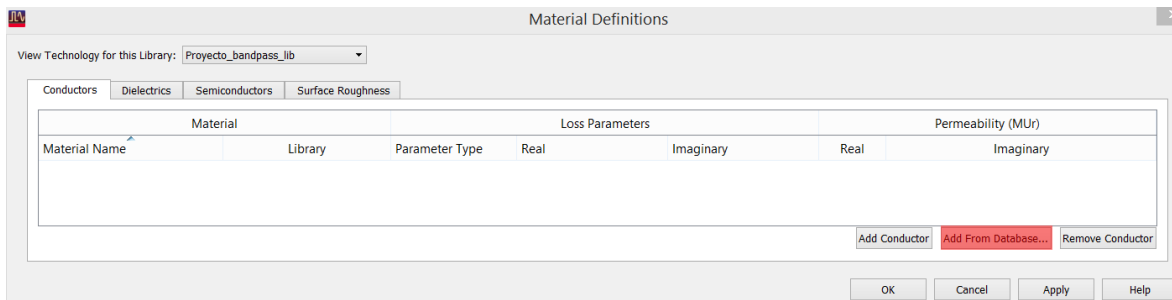 Material Definitions
View Technology for this Library: Proyecto_bandpass_lib
Conductors Dielectrics Semiconductors Surface Roughness
Material Loss Parameters Permeability (MUr)
Material Name Library Parameter Type Real Imaginary Real Imaginary
Add Conductor Add From Database... Remove Conductor
OK Cancel Apply Help